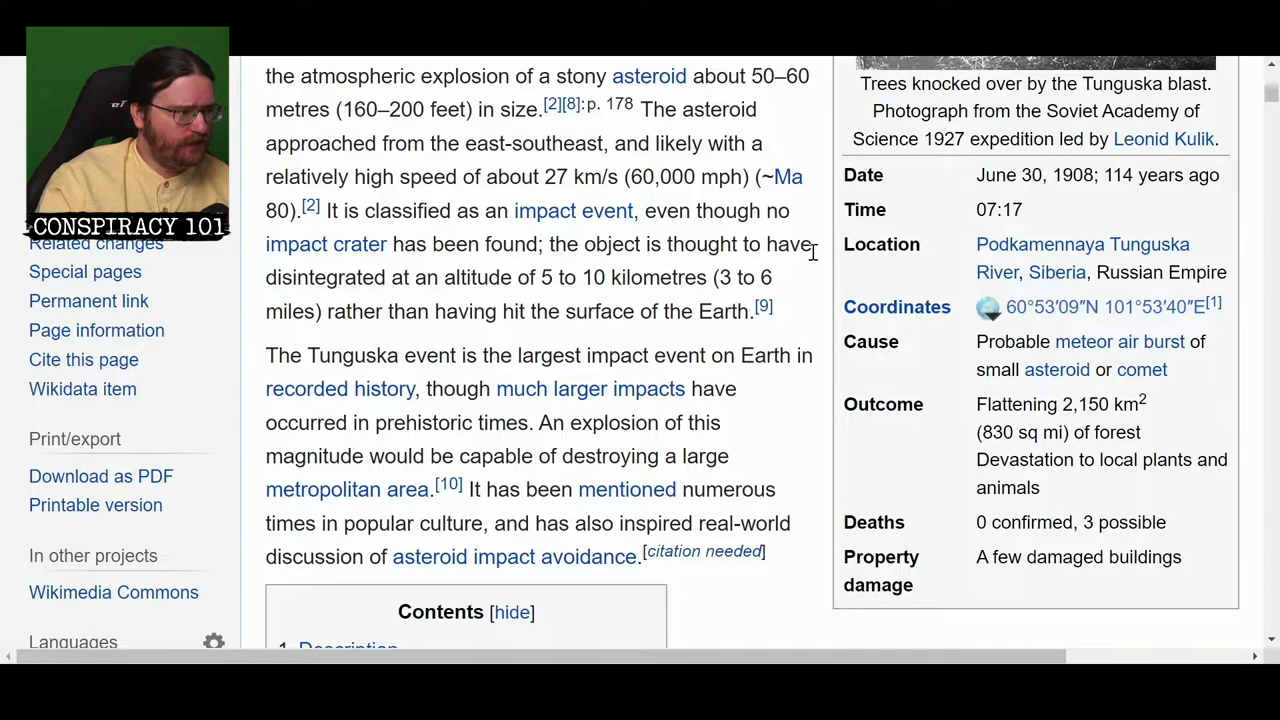 CONSPIRACY 101
Related changes
Special pages
Permanent link
Page information
Cite this page
Wikidata item
Print/export
Download as PDF
Printable version
In other projects
Wikimedia Commons
Languages
the atmospheric explosion of a stony asteroid about 50–60
metres (160–200 feet) in size.[2][8]:p. 178 The asteroid
approached from the east-southeast, and likely with a
relatively high speed of about 27 km/s (60,000 mph) (~Ma
80).[2] It is classified as an impact event, even though no
impact crater has been found; the object is thought to have
disintegrated at an altitude of 5 to 10 kilometres (3 to 6
miles) rather than having hit the surface of the Earth.[9]
The Tunguska event is the largest impact event on Earth in
recorded history, though much larger impacts have
occurred in prehistoric times. An explosion of this
magnitude would be capable of destroying a large
metropolitan area.[10] It has been mentioned numerous
times in popular culture, and has also inspired real-world
discussion of asteroid impact avoidance.[citation needed]
Contents [hide]
1 Description
Trees knocked over by the Tunguska blast.
Photograph from the Soviet Academy of
Science 1927 expedition led by Leonid Kulik.
Date June 30, 1908; 114 years ago
Time 07:17
Location Podkamennaya Tunguska
River, Siberia, Russian Empire
Coordinates 60°53′09″N 101°53′40″E[1]
Cause Probable meteor air burst of
small asteroid or comet
Outcome Flattening 2,150 km2
(830 sq mi) of forest
Devastation to local plants and
animals
Deaths 0 confirmed, 3 possible
Property A few damaged buildings
damage